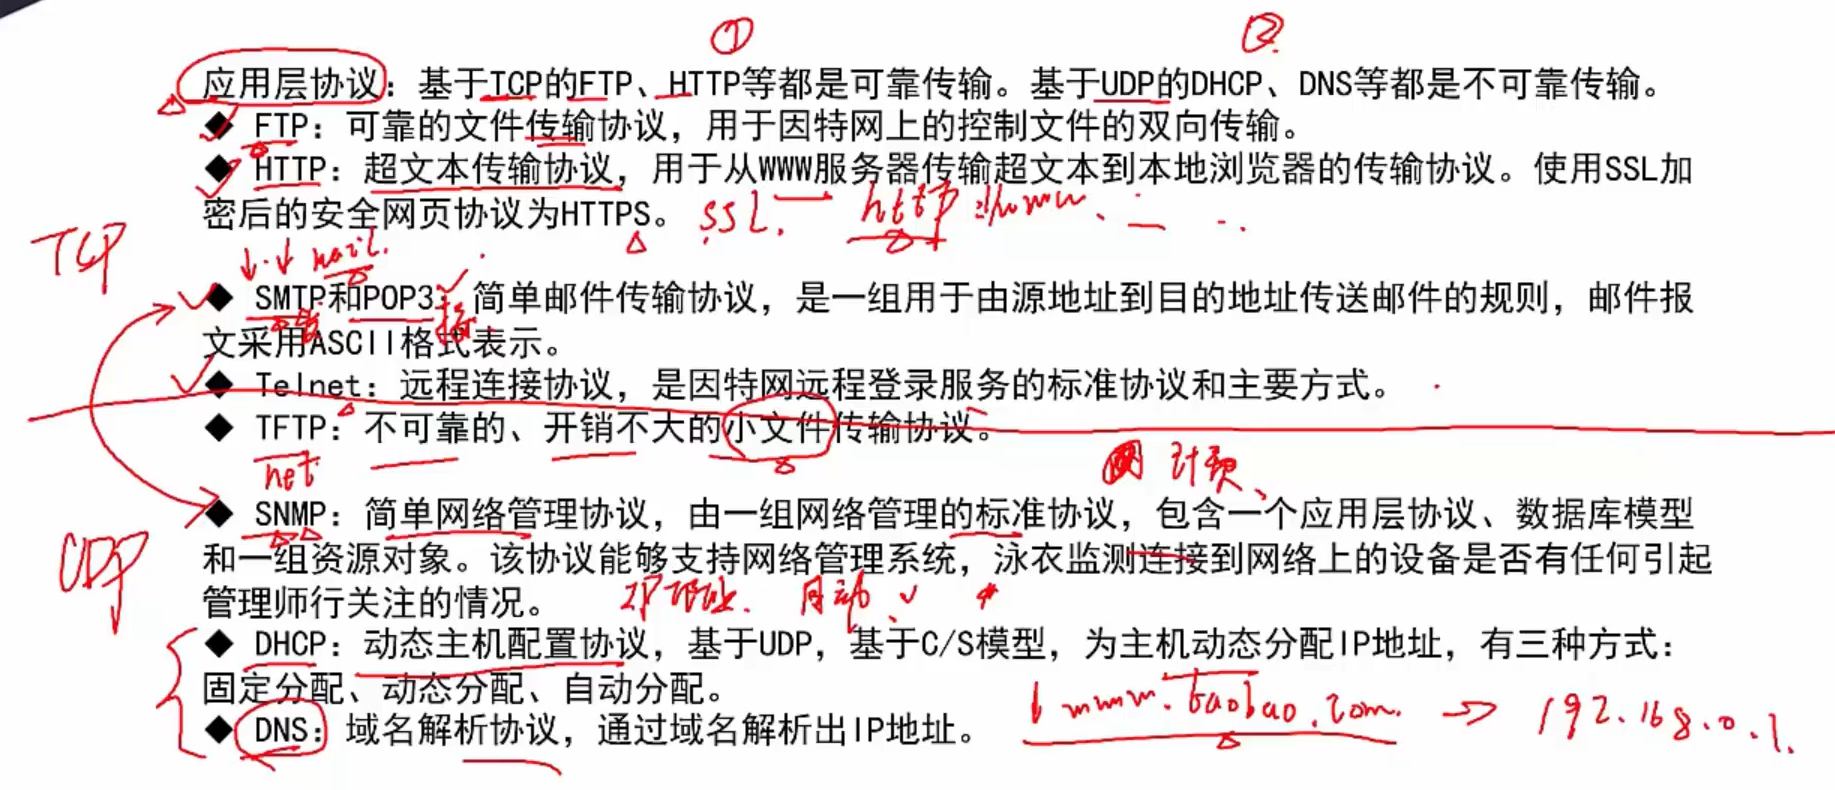 ① ②
应用层协议：基于TCP的FTP、HTTP等都是可靠传输。基于UDP的DHCP、DNS等都是不可靠传输。
◆ FTP：可靠的文件传输协议，用于因特网上的控制文件的双向传输。
◆ HTTP：超文本传输协议，用于从WWW服务器传输超文本到本地浏览器的传输协议。使用SSL加
密后的安全网页协议为HTTPS。 SSL. http://www.
TCP
mail.
◆ SMTP和POP3：简单邮件传输协议，是一组用于由源地址到目的地址传送邮件的规则，邮件报
发 接
文采用ASCII格式表示。
◆ Telnet：远程连接协议，是因特网远程登录服务的标准协议和主要方式。
◆ TFTP：不可靠的、开销不大的小文件传输协议。
net
◆ SNMP：简单网络管理协议，由一组网络管理的标准协议，包含一个应用层协议、数据库模型
UDP
和一组资源对象。该协议能够支持网络管理系统，泳衣监测连接到网络上的设备是否有任何引起
管理师行关注的情况。 IP地址. 自动
◆ DHCP：动态主机配置协议，基于UDP，基于C/S模型，为主机动态分配IP地址，有三种方式：
固定分配、动态分配、自动分配。
www.taobao.com. → 192.168.0.1.
◆ DNS：域名解析协议，通过域名解析出IP地址。